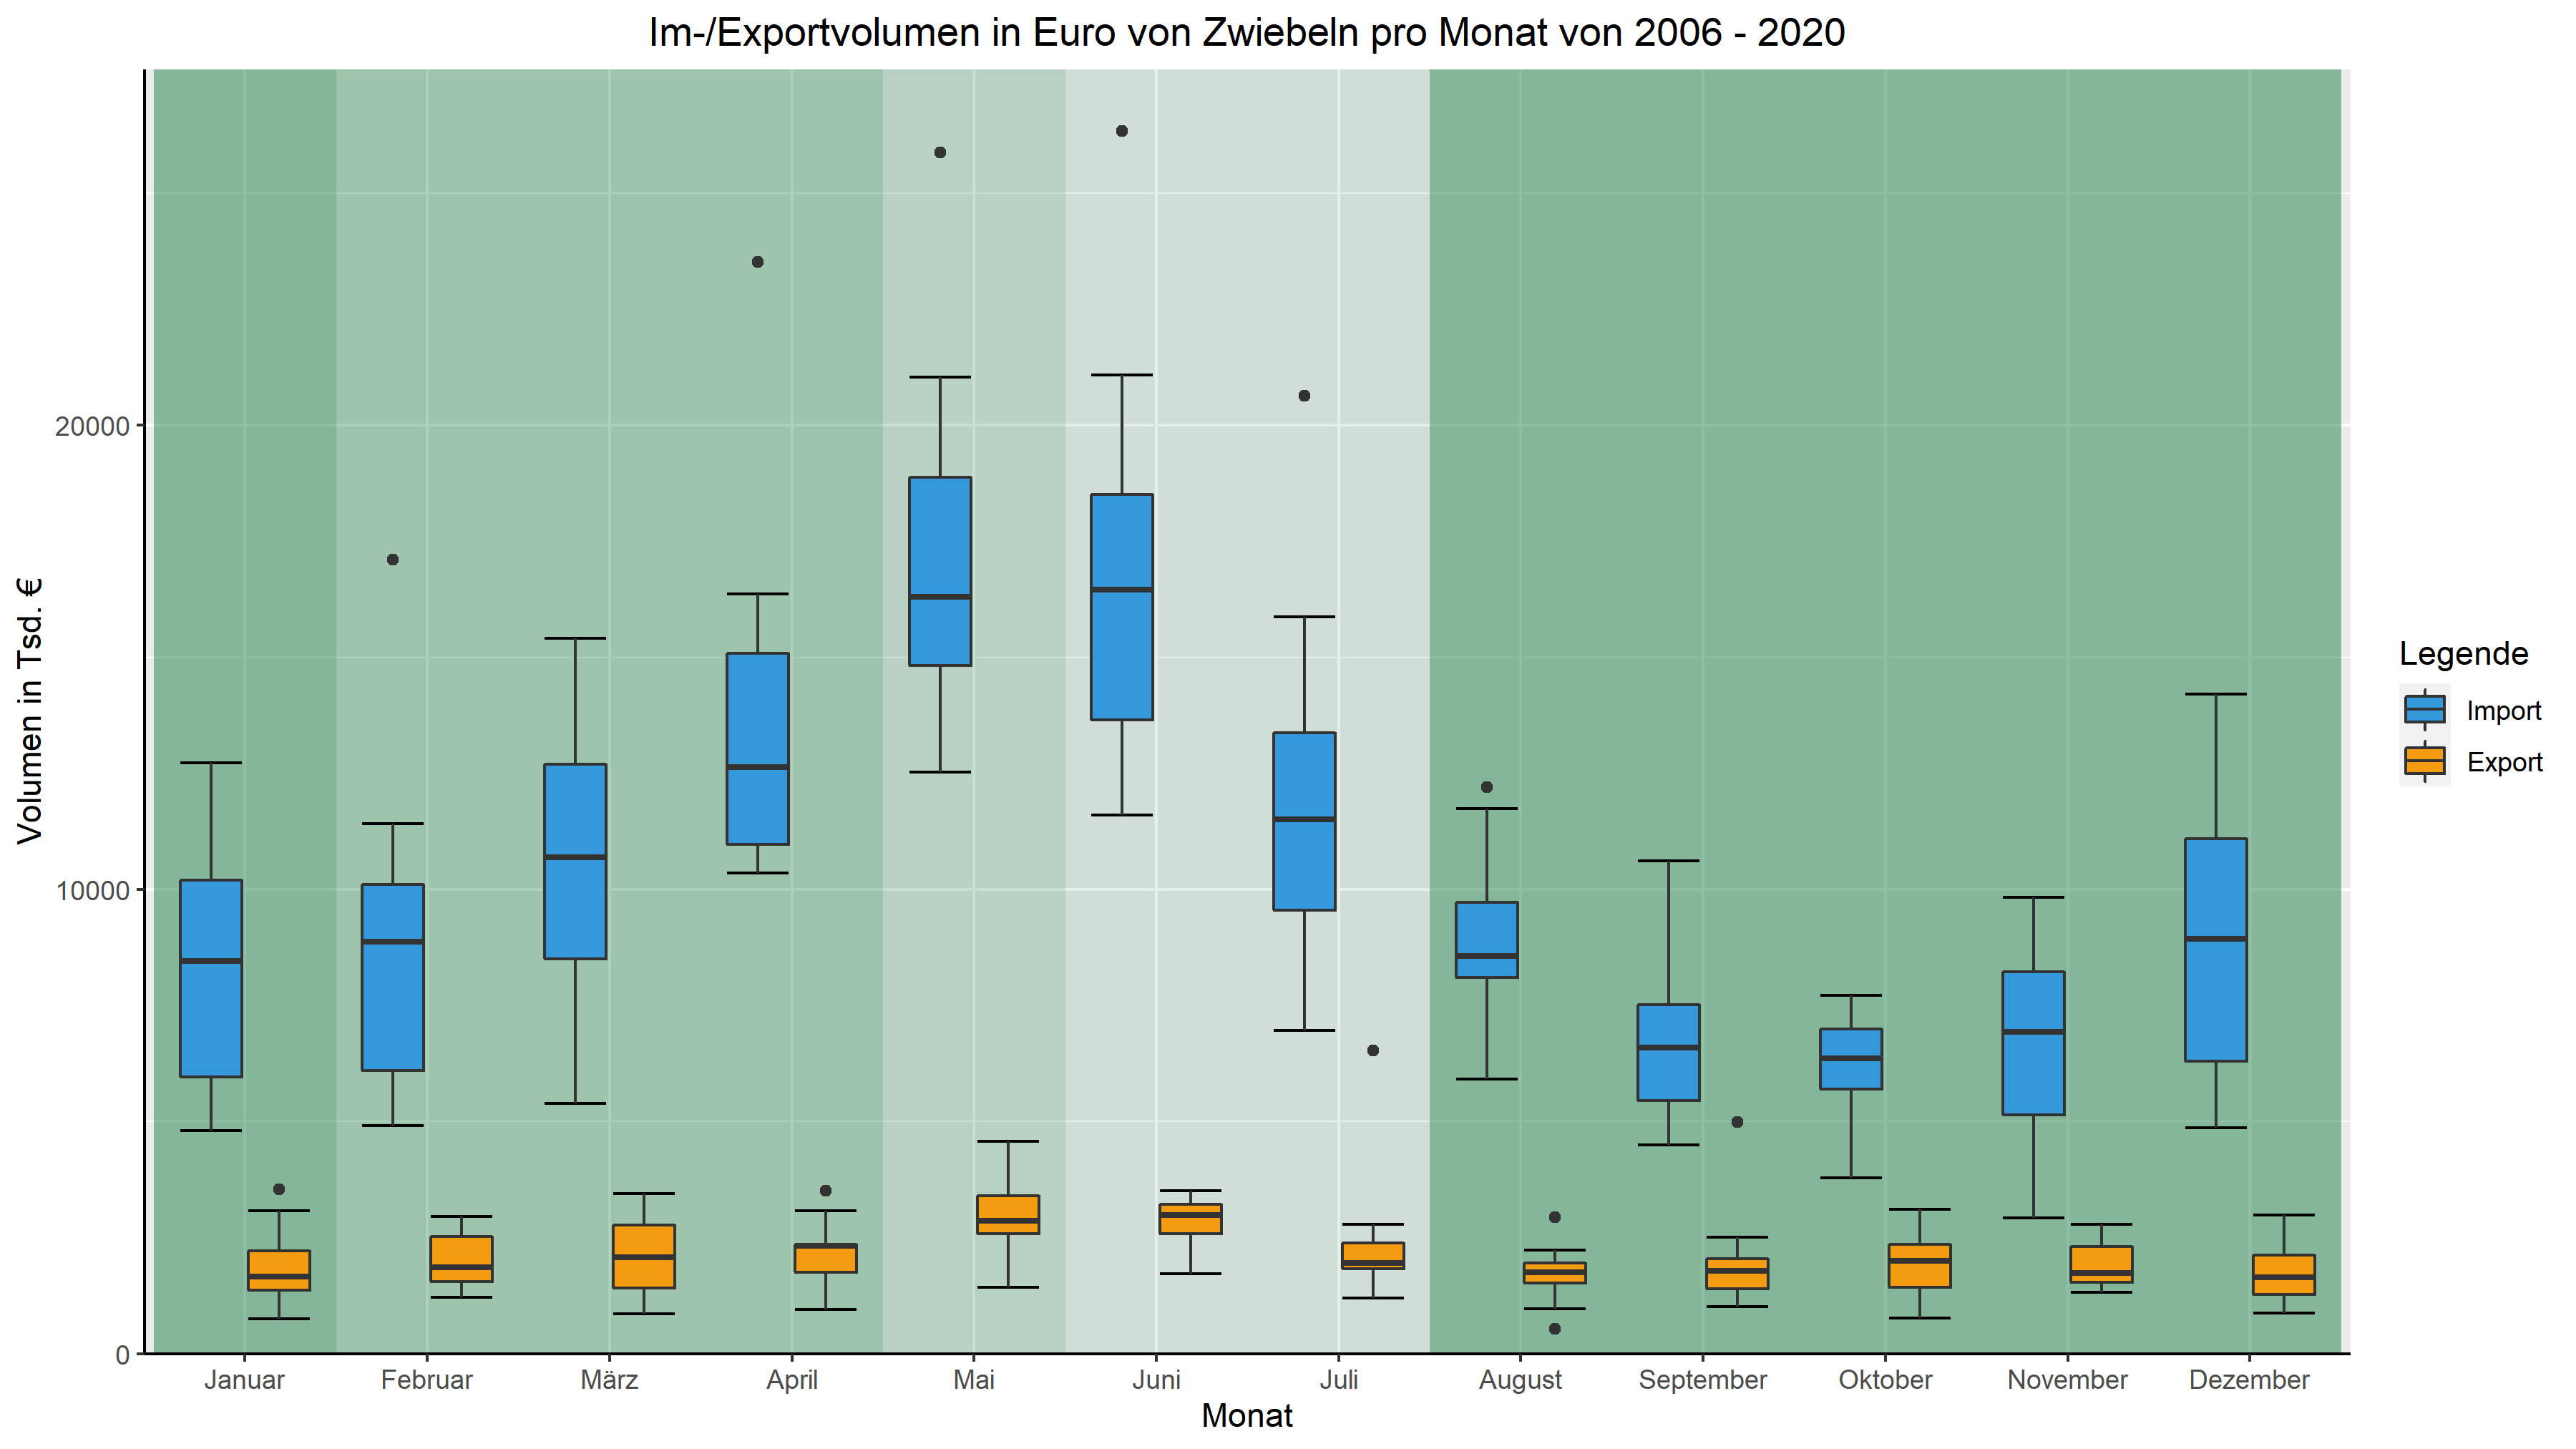 Im-/Exportvolumen in Euro von Zwiebeln pro Monat von 2006 - 2020
Volumen in Tsd. €
20000
10000
0
Januar
Februar
März
April
Mai
Juni
Juli
August
September
Oktober
November
Dezember
Monat
Legende
Import
Export